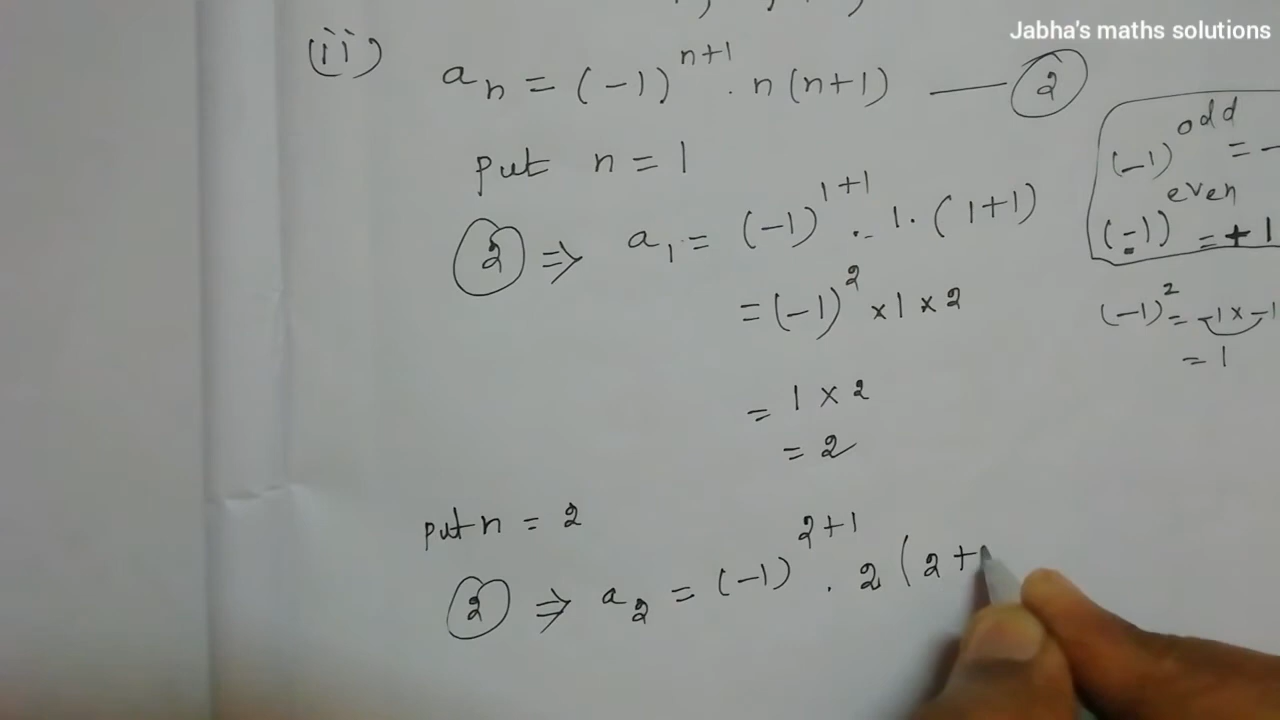 Jabha's maths solutions
(ii) aₙ = (-1)ⁿ⁺¹ . n(n+1) — ②
put n = 1
② ⇒ a₁ = (-1)¹⁺¹ . 1. (1+1)
= (-1)² × 1 × 2
= 1 × 2
= 2
put n = 2
② ⇒ a₂ = (-1)²⁺¹ . 2 (2+
(-1)ᵒᵈᵈ = -
(-1)ᵉᵛᵉⁿ = +1
(-1)² = -1 × -1
= 1